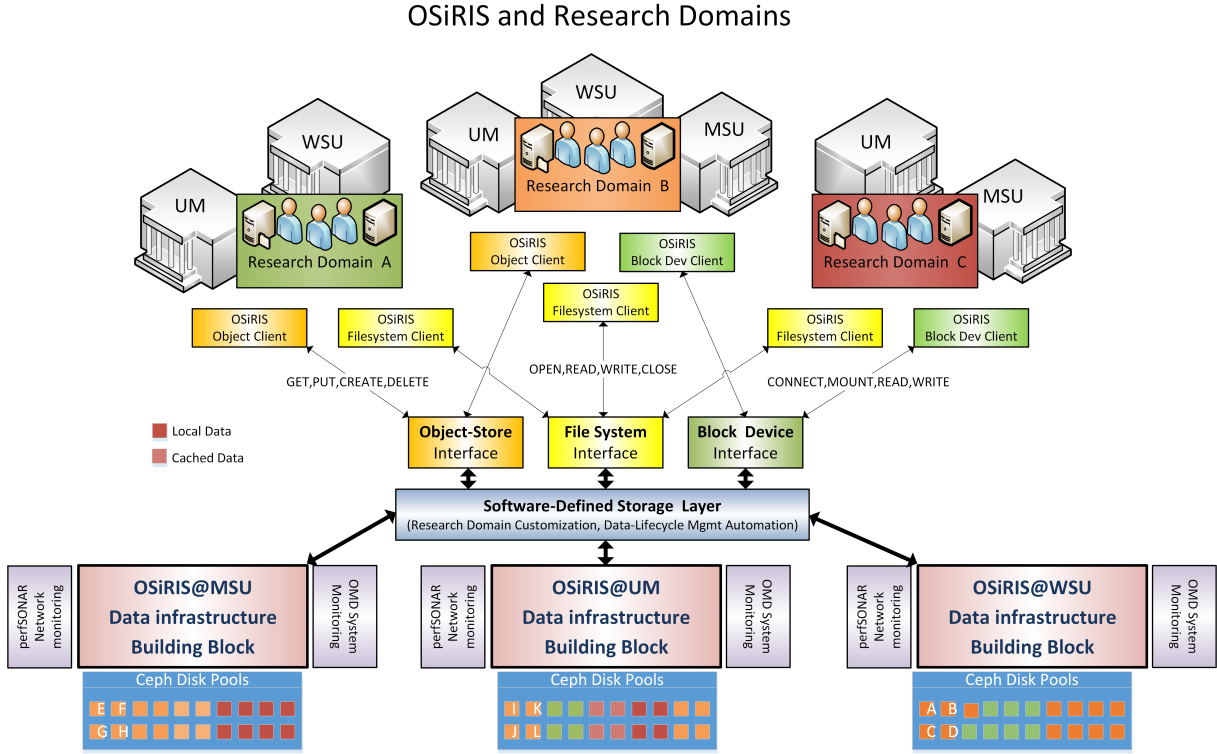 OSiRIS and Research Domains
WSU
UM
MSU
Research Domain B
WSU
UM
Research Domain A
UM
MSU
Research Domain C
OSiRIS
Object Client
OSiRIS
Block Dev Client
OSiRIS
Filesystem Client
OSiRIS
Object Client
OSiRIS
Filesystem Client
OSiRIS
Filesystem Client
OSiRIS
Block Dev Client
GET,PUT,CREATE,DELETE
OPEN,READ,WRITE,CLOSE
CONNECT,MOUNT,READ,WRITE
Local Data
Cached Data
Object-Store
Interface
File System
Interface
Block Device
Interface
Software-Defined Storage Layer
(Research Domain Customization, Data-Lifecycle Mgmt Automation)
perfSONAR
Network
monitoring
OSiRIS@MSU
Data infrastructure
Building Block
OMD System
Monitoring
perfSONAR
Network
monitoring
OSiRIS@UM
Data infrastructure
Building Block
OMD System
Monitoring
perfSONAR
Network
monitoring
OSiRIS@WSU
Data infrastructure
Building Block
OMD System
Monitoring
Ceph Disk Pools
E F
G H
Ceph Disk Pools
I K
J L
Ceph Disk Pools
A B
C D